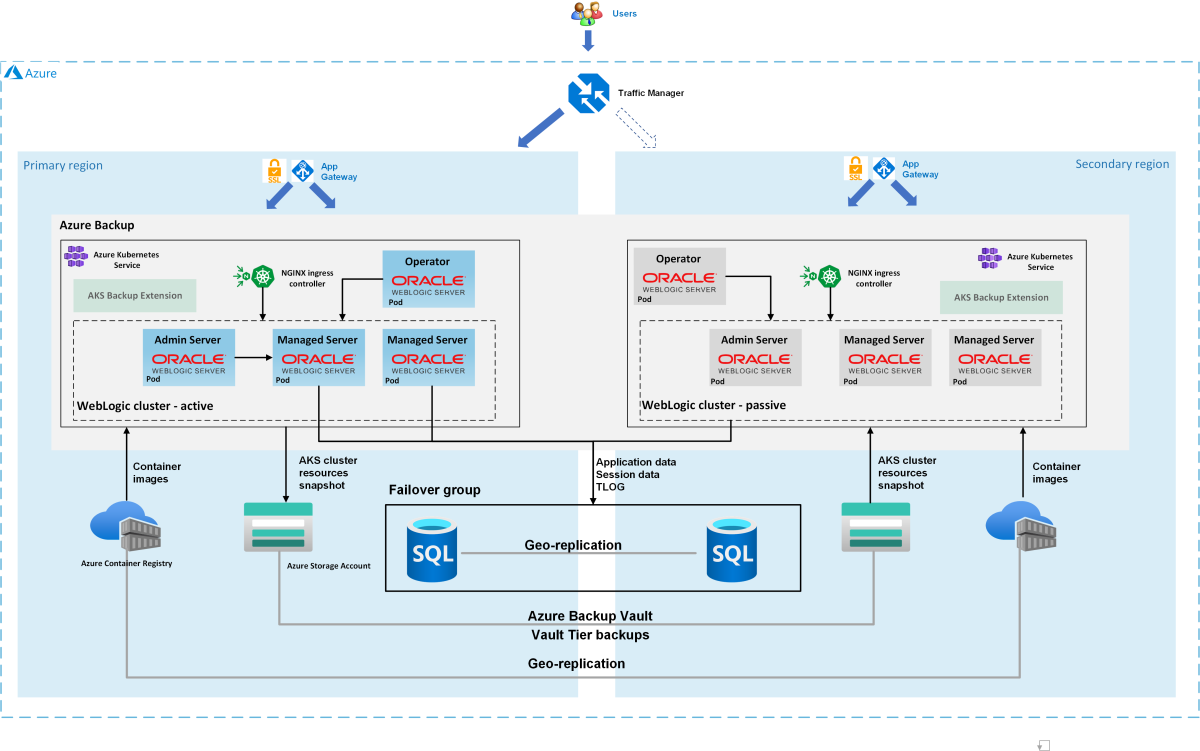 Users
Azure
Traffic Manager
Primary region
Secondary region
SSL
App
Gateway
SSL
App
Gateway
Azure Backup
Azure Kubernetes
Service
AKS Backup Extension
NGINX ingress
controller
Operator
ORACLE
WEBLOGIC SERVER
Pod
Admin Server
ORACLE
WEBLOGIC SERVER
Pod
Managed Server
ORACLE
WEBLOGIC SERVER
Pod
Managed Server
ORACLE
WEBLOGIC SERVER
Pod
WebLogic cluster - active
Operator
ORACLE
WEBLOGIC SERVER
Pod
NGINX ingress
controller
Azure Kubernetes
Service
AKS Backup Extension
Admin Server
ORACLE
WEBLOGIC SERVER
Pod
Managed Server
ORACLE
WEBLOGIC SERVER
Pod
Managed Server
ORACLE
WEBLOGIC SERVER
Pod
WebLogic cluster - passive
Container
images
AKS cluster
resources
snapshot
Application data
Session data
TLOG
AKS cluster
resources
snapshot
Container
images
Failover group
SQL
Geo-replication
SQL
Azure Container Registry
Azure Storage Account
Azure Backup Vault
Vault Tier backups
Geo-replication